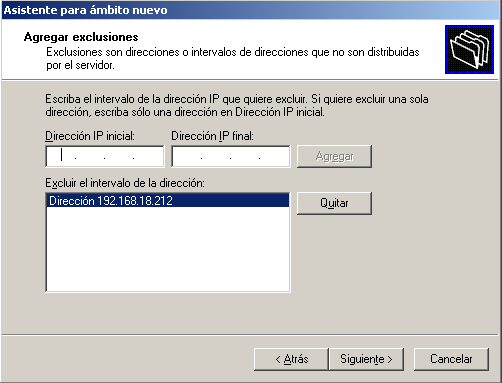 Asistente para ámbito nuevo
Agregar exclusiones
Exclusiones son direcciones o intervalos de direcciones que no son distribuidas
por el servidor.
Escriba el intervalo de la dirección IP que quiere excluir. Si quiere excluir una sola
dirección, escriba sólo una dirección en Dirección IP inicial.
Dirección IP inicial: Dirección IP final:
. . . . . . Agregar
Excluir el intervalo de la dirección:
Dirección 192.168.18.212 Quitar
< Atrás Siguiente > Cancelar